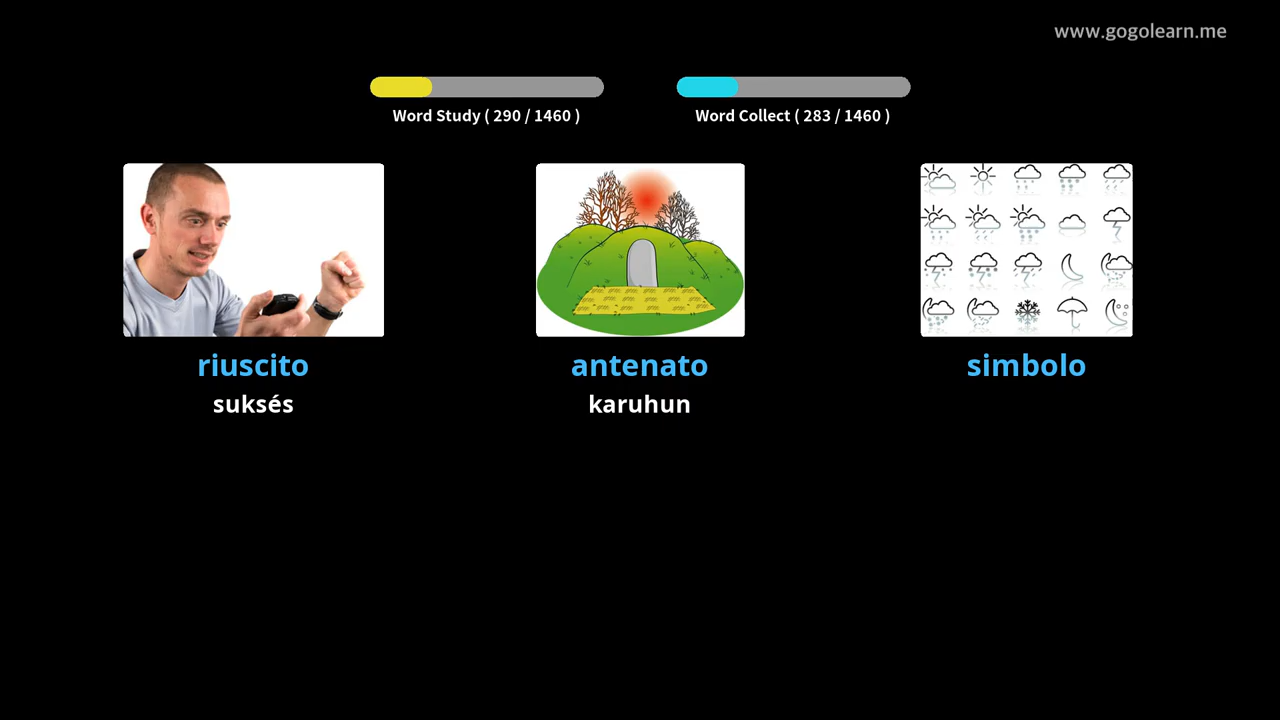 www.gogolearn.me
Word Study ( 290 / 1460 )
Word Collect ( 283 / 1460 )
riuscito
suksés
antenato
karuhun
simbolo